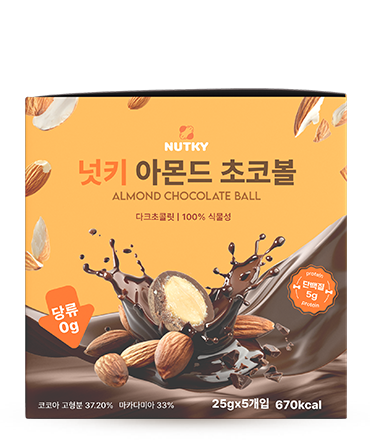 NUTKY
넛키 아몬드 초코볼
ALMOND CHOCOLATE BALL
다크초콜릿 | 100% 식물성
protein
단백질
5g
protein
당류
0g
코코아 고형분 37.20% 마카다미아 33%
25gx5개입 670kcal